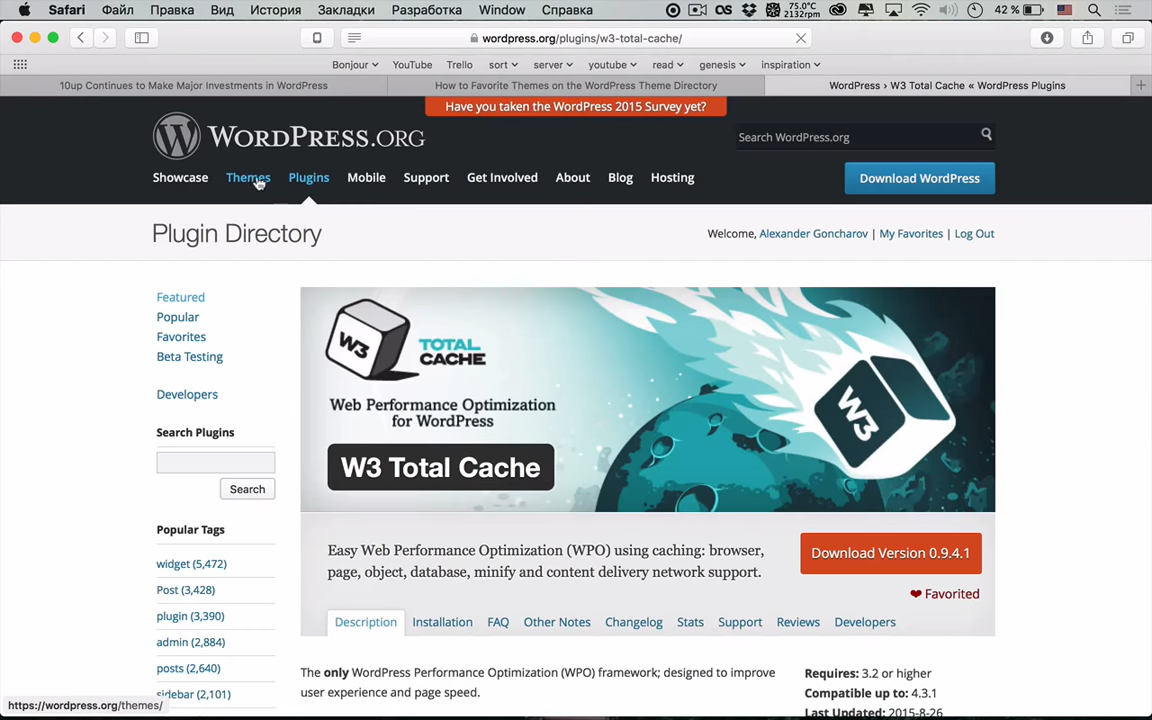 Safari Файл Правка Вид История Закладки Разработка Window Справка 75.0°C 2132rpm 42 %
wordpress.org/plugins/w3-total-cache/
Bonjour YouTube Trello sort server youtube read genesis inspiration
10up Continues to Make Major Investments in WordPress
How to Favorite Themes on the WordPress Theme Directory
WordPress › W3 Total Cache « WordPress Plugins
Have you taken the WordPress 2015 Survey yet?
WORDPRESS.ORG
Search WordPress.org
Showcase Themes Plugins Mobile Support Get Involved About Blog Hosting
Download WordPress
Plugin Directory
Welcome, Alexander Goncharov | My Favorites | Log Out
Featured
Popular
Favorites
Beta Testing
Developers
Search Plugins
Search
Popular Tags
widget (5,472)
Post (3,428)
plugin (3,390)
admin (2,884)
posts (2,640)
sidebar (2,101)
W3
TOTAL
CACHE
Web Performance Optimization
for WordPress
W3 Total Cache
W3
Easy Web Performance Optimization (WPO) using caching: browser,
page, object, database, minify and content delivery network support.
Download Version 0.9.4.1
Favorited
Description Installation FAQ Other Notes Changelog Stats Support Reviews Developers
The only WordPress Performance Optimization (WPO) framework; designed to improve
user experience and page speed.
Requires: 3.2 or higher
Compatible up to: 4.3.1
Last Updated: 2015-8-26
https://wordpress.org/themes/